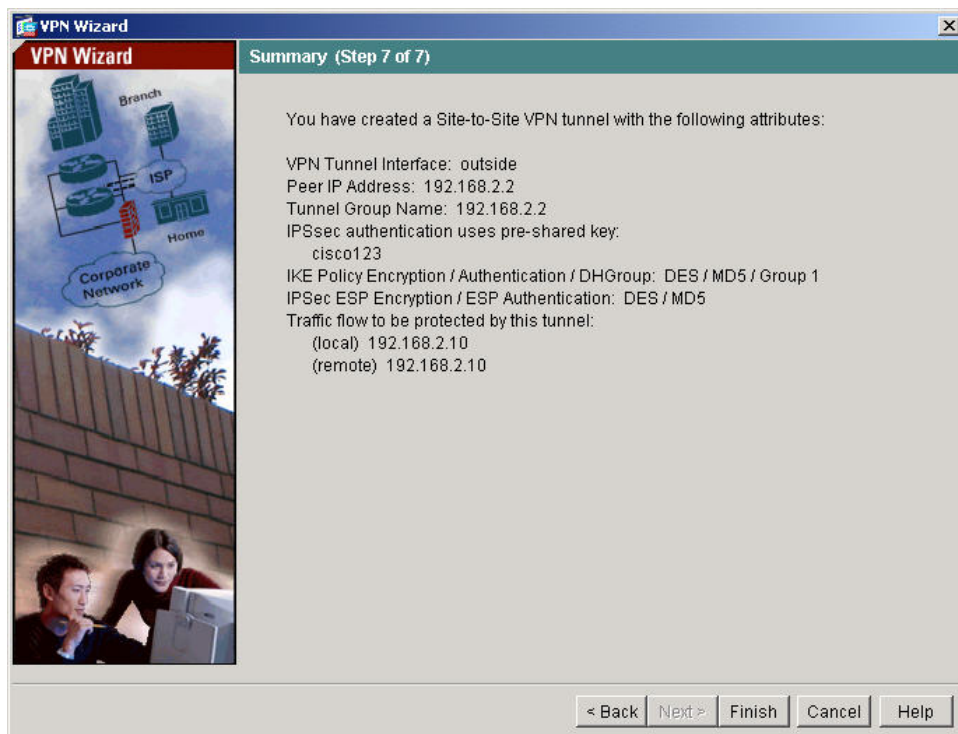 VPN Wizard
VPN Wizard
Summary (Step 7 of 7)
Branch
ISP
Home
Corporate
Network
You have created a Site-to-Site VPN tunnel with the following attributes:
VPN Tunnel Interface: outside
Peer IP Address: 192.168.2.2
Tunnel Group Name: 192.168.2.2
IPSsec authentication uses pre-shared key:
cisco123
IKE Policy Encryption / Authentication / DHGroup: DES / MD5 / Group 1
IPSec ESP Encryption / ESP Authentication: DES / MD5
Traffic flow to be protected by this tunnel:
(local) 192.168.2.10
(remote) 192.168.2.10
< Back Next > Finish Cancel Help